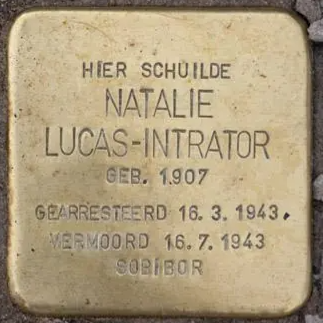 HIER SCHUILDE
NATALIE
LUCAS-INTRATOR
GEB. 1907
GEARRESTEERD 16.3.1943,
VERMOORD 16.7.1943
SOBIBOR